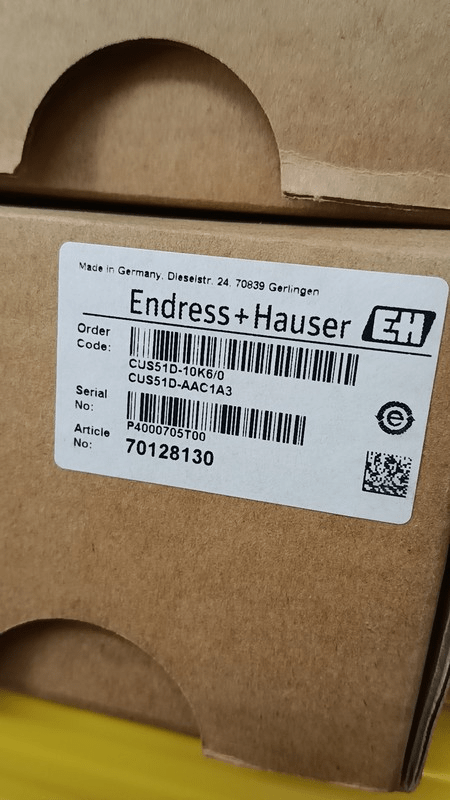 Made in Germany, Dieselstr. 24, 70839 Gerlingen
Endress+Hauser EH
Order Code:
CUS51D-10K6/0
CUS51D-AAC1A3
Serial No:
P4000705T00
Article No:
70128130
e